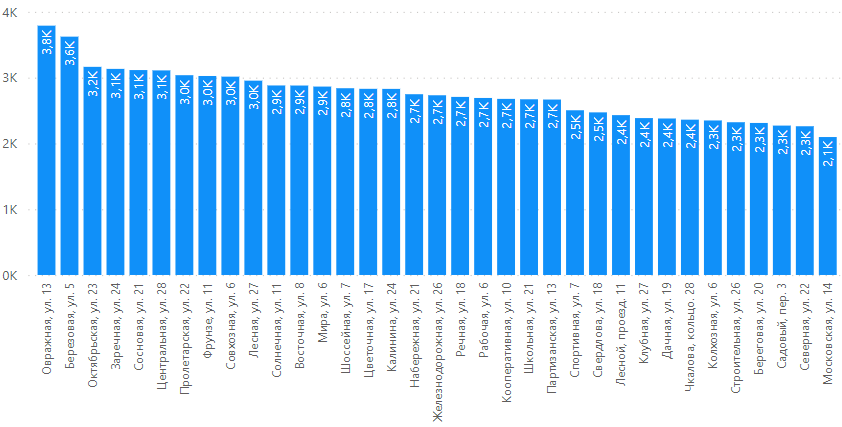 4K
3K
2K
1K
0K
3,8K
3,6K
3,2K
3,1K
3,1K
3,1K
3,0K
3,0K
3,0K
3,0K
2,9K
2,9K
2,9K
2,8K
2,8K
2,8K
2,7K
2,7K
2,7K
2,7K
2,7K
2,7K
2,7K
2,5K
2,5K
2,4K
2,4K
2,4K
2,4K
2,3K
2,3K
2,3K
2,3K
2,3K
2,1K
Овражная, ул. 13
Березовая, ул. 5
Октябрьская, ул. 23
Заречная, ул. 24
Сосновая, ул. 21
Центральная, ул. 28
Пролетарская, ул. 22
Фрунзе, ул. 11
Совхозная, ул. 6
Лесная, ул. 27
Солнечная, ул. 11
Восточная, ул. 8
Мира, ул. 6
Шоссейная, ул. 7
Цветочная, ул. 17
Калинина, ул. 24
Набережная, ул. 21
Железнодорожная, ул. 26
Речная, ул. 18
Рабочая, ул. 6
Кооперативная, ул. 10
Школьная, ул. 21
Партизанская, ул. 13
Спортивная, ул. 7
Свердлова, ул. 18
Лесной, проезд. 11
Клубная, ул. 27
Дачная, ул. 19
Чкалова, кольцо. 28
Колхозная, ул. 6
Строительная, ул. 26
Береговая, ул. 20
Садовый, пер. 3
Северная, ул. 22
Московская, ул. 14